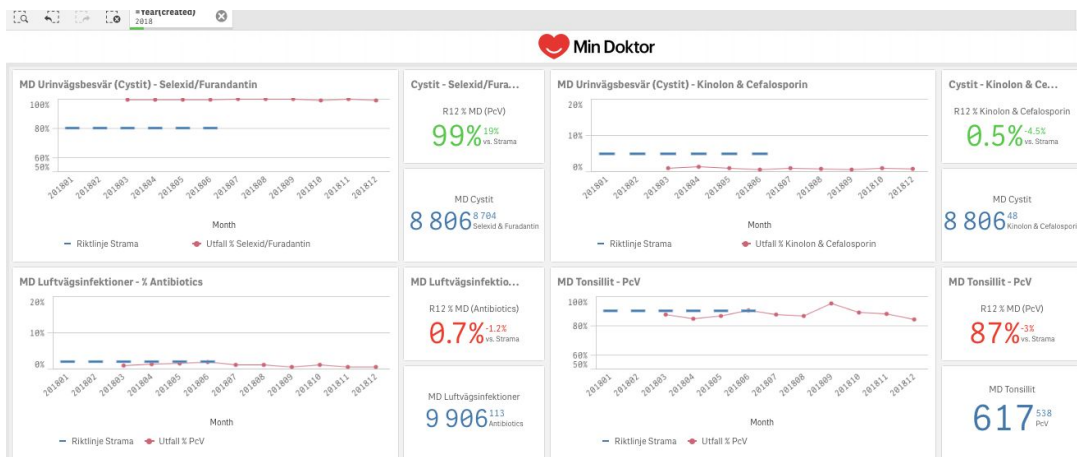 =Year(created)
2018
Min Doktor
MD Urinvägsbesvär (Cystit) - Selexid/Furandantin
100%
80%
60%
50%
201801 201802 201803 201804 201805 201806 201807 201808 201809 201810 201811 201812
Month
Riktlinje Strama Utfall % Selexid/Furandantin
Cystit - Selexid/Fura...
R12 % MD (PcV)
99% 19%
vs. Strama
MD Cystit
8 806 8 704
Selexid & Furadantin
MD Urinvägsbesvär (Cystit) - Kinolon & Cefalosporin
20%
10%
0%
201801 201802 201803 201804 201805 201806 201807 201808 201809 201810 201811 201812
Month
Riktlinje Strama Utfall % Kinolon & Cefalosporin
Cystit - Kinolon & Ce...
R12 % Kinolon & Cefalosporin
0.5% -4.5%
vs. Strama
MD Cystit
8 806 48
Kinolon & Cefalospori
MD Luftvägsinfektioner - % Antibiotics
20%
10%
0%
201801 201802 201803 201804 201805 201806 201807 201808 201809 201810 201811 201812
Month
Riktlinje Strama Utfall % PcV
MD Luftvägsinfektio...
R12 % MD (Antibiotics)
0.7% -1.2%
vs. Strama
MD Luftvägsinfektioner
9 906 113
Antibiotics
MD Tonsillit - PcV
100%
80%
60%
50%
201801 201802 201803 201804 201805 201806 201807 201808 201809 201810 201811 201812
Month
Riktlinje Strama Utfall % PcV
MD Tonsillit - PcV
R12 % MD (PcV)
87% -3%
vs. Strama
MD Tonsillit
617 538
PcV